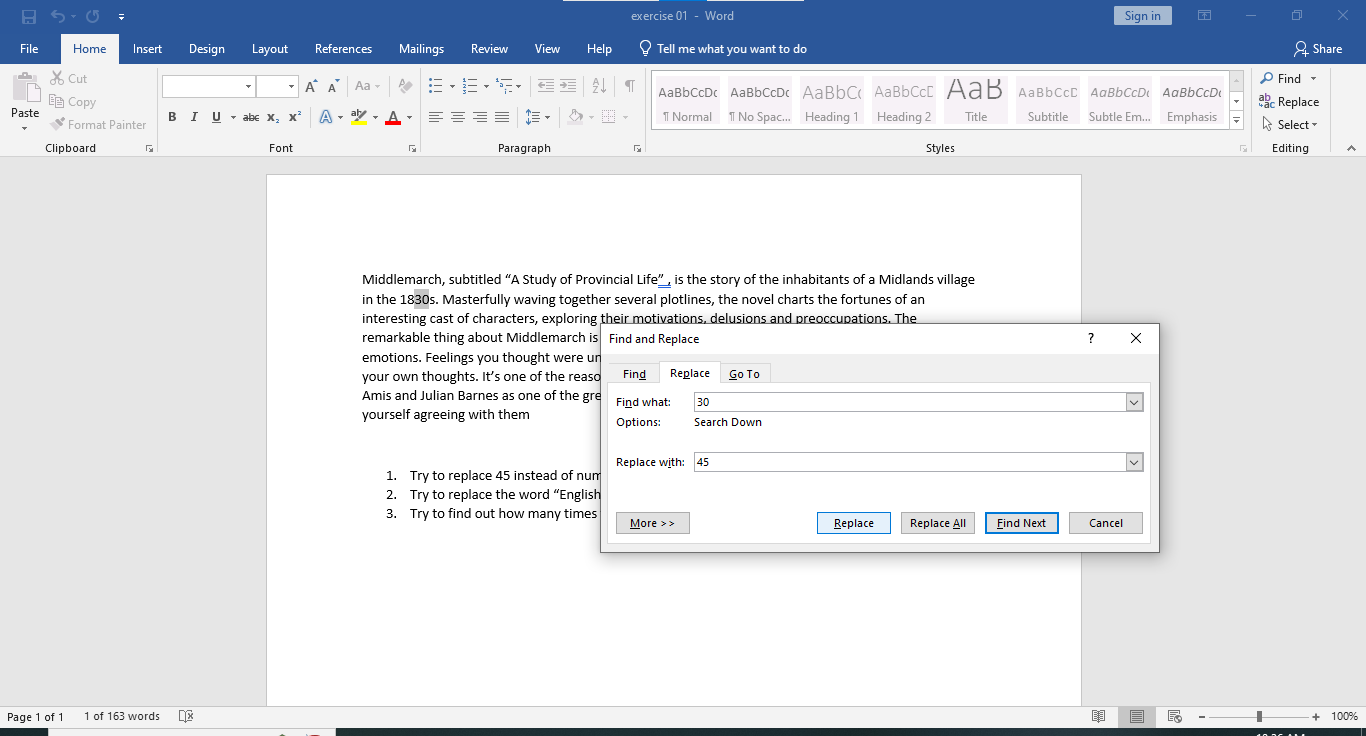 exercise 01 - Word
Sign in
File Home Insert Design Layout References Mailings Review View Help Tell me what you want to do Share
Paste
Cut
Copy
Format Painter
Clipboard
Aa
B I U abc x₂ x² A A
Font
Paragraph
AaBbCcDc AaBbCcDc AaBbCc AaBbCcD AaB AaBbCcD AaBbCcDc AaBbCcDc
¶ Normal ¶ No Spac... Heading 1 Heading 2 Title Subtitle Subtle Em... Emphasis
Styles
Find
Replace
Select
Editing
Middlemarch, subtitled “A Study of Provincial Life” , is the story of the inhabitants of a Midlands village
in the 1830s. Masterfully waving together several plotlines, the novel charts the fortunes of an
interesting cast of characters, exploring their motivations, delusions and preoccupations. The
remarkable thing about Middlemarch is
emotions. Feelings you thought were
your own thoughts. It’s one of the
Amis and Julian Barnes as one of the
yourself agreeing with them
1. Try to replace 45 instead of
2. Try to replace the word “English
3. Try to find out how many times
Find and Replace
?
Find Replace Go To
Find what: 30
Options: Search Down
Replace with: 45
More >> Replace Replace All Find Next Cancel
Page 1 of 1 1 of 163 words 100%